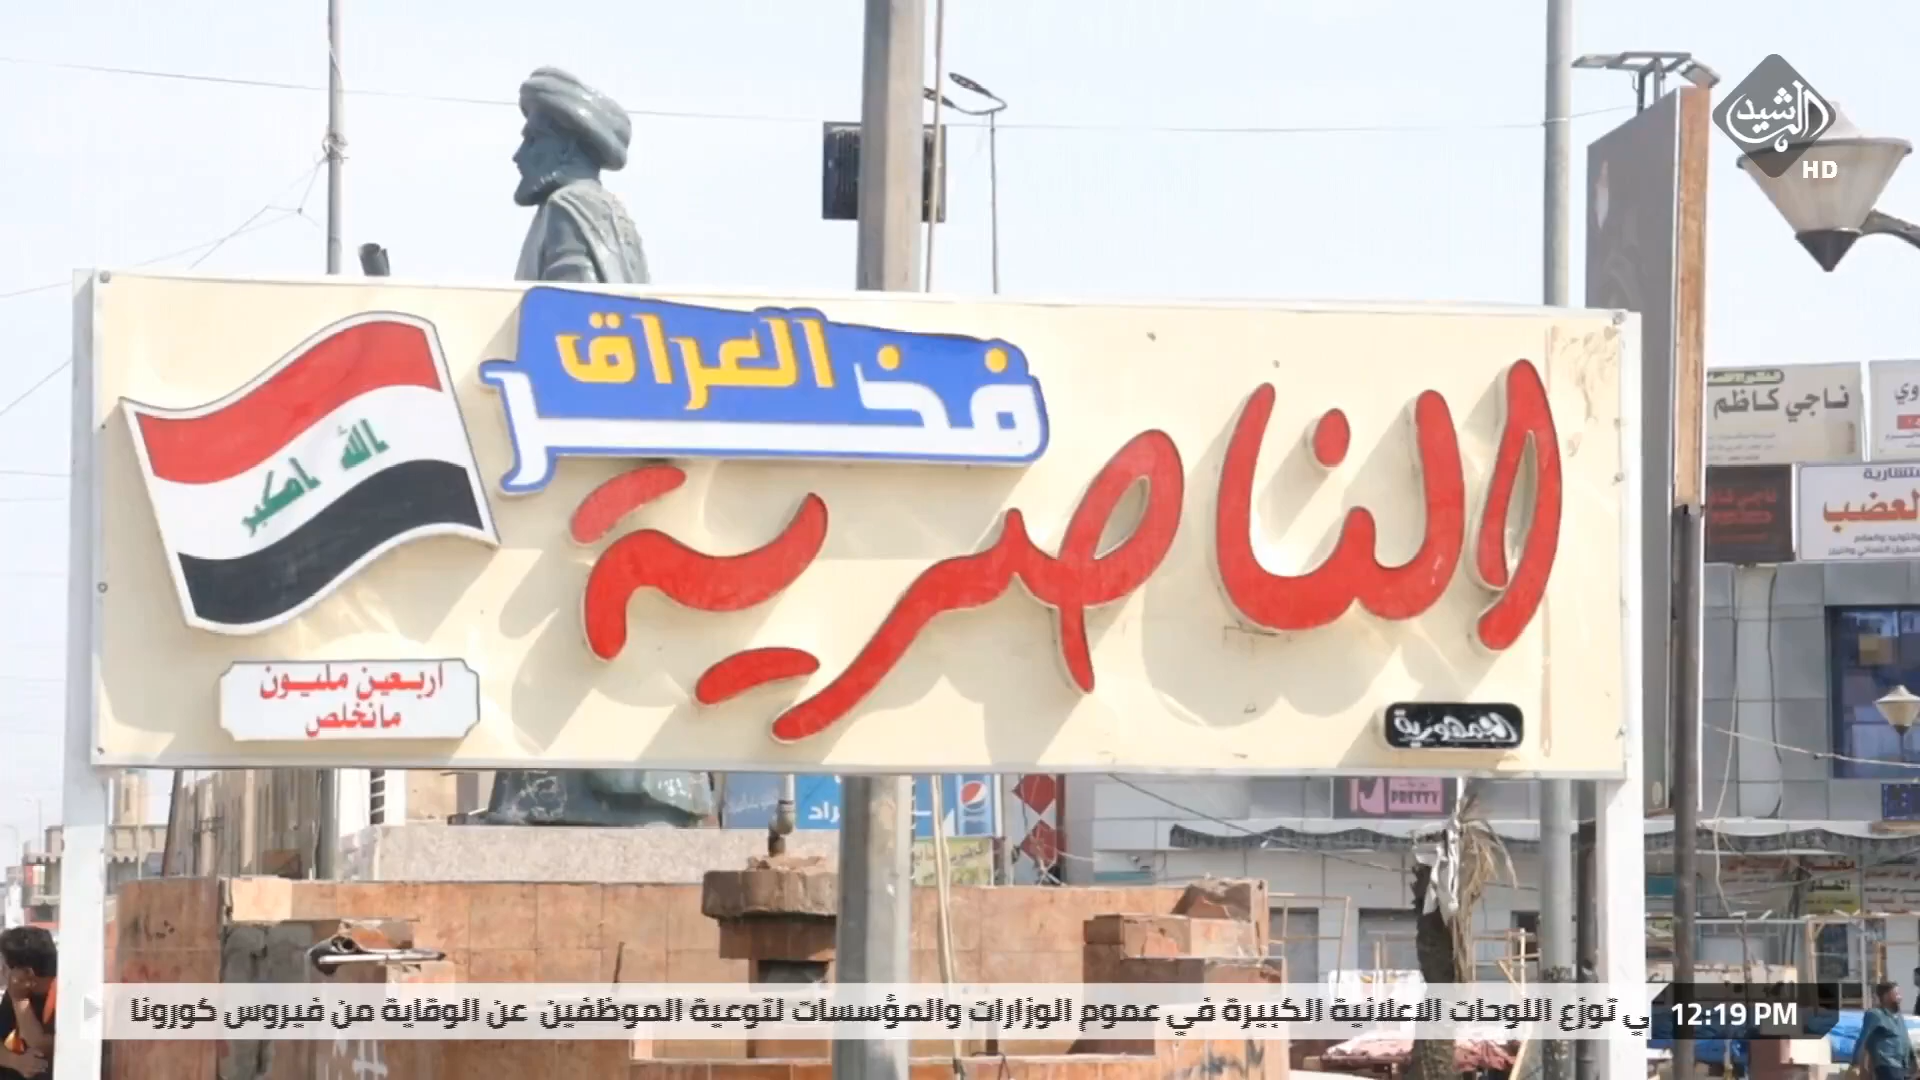 الرشيد
HD
فخر العراق
الناصرية
الله اكبر
اربعين مليون
مانخلص
الجمهورية
ناجي كاظم
العضب
PRETTY
ي توزع اللوحات الاعلانية الكبيرة في عموم الوزارات والمؤسسات لتوعية الموظفين عن الوقاية من فيروس كورونا
12:19 PM